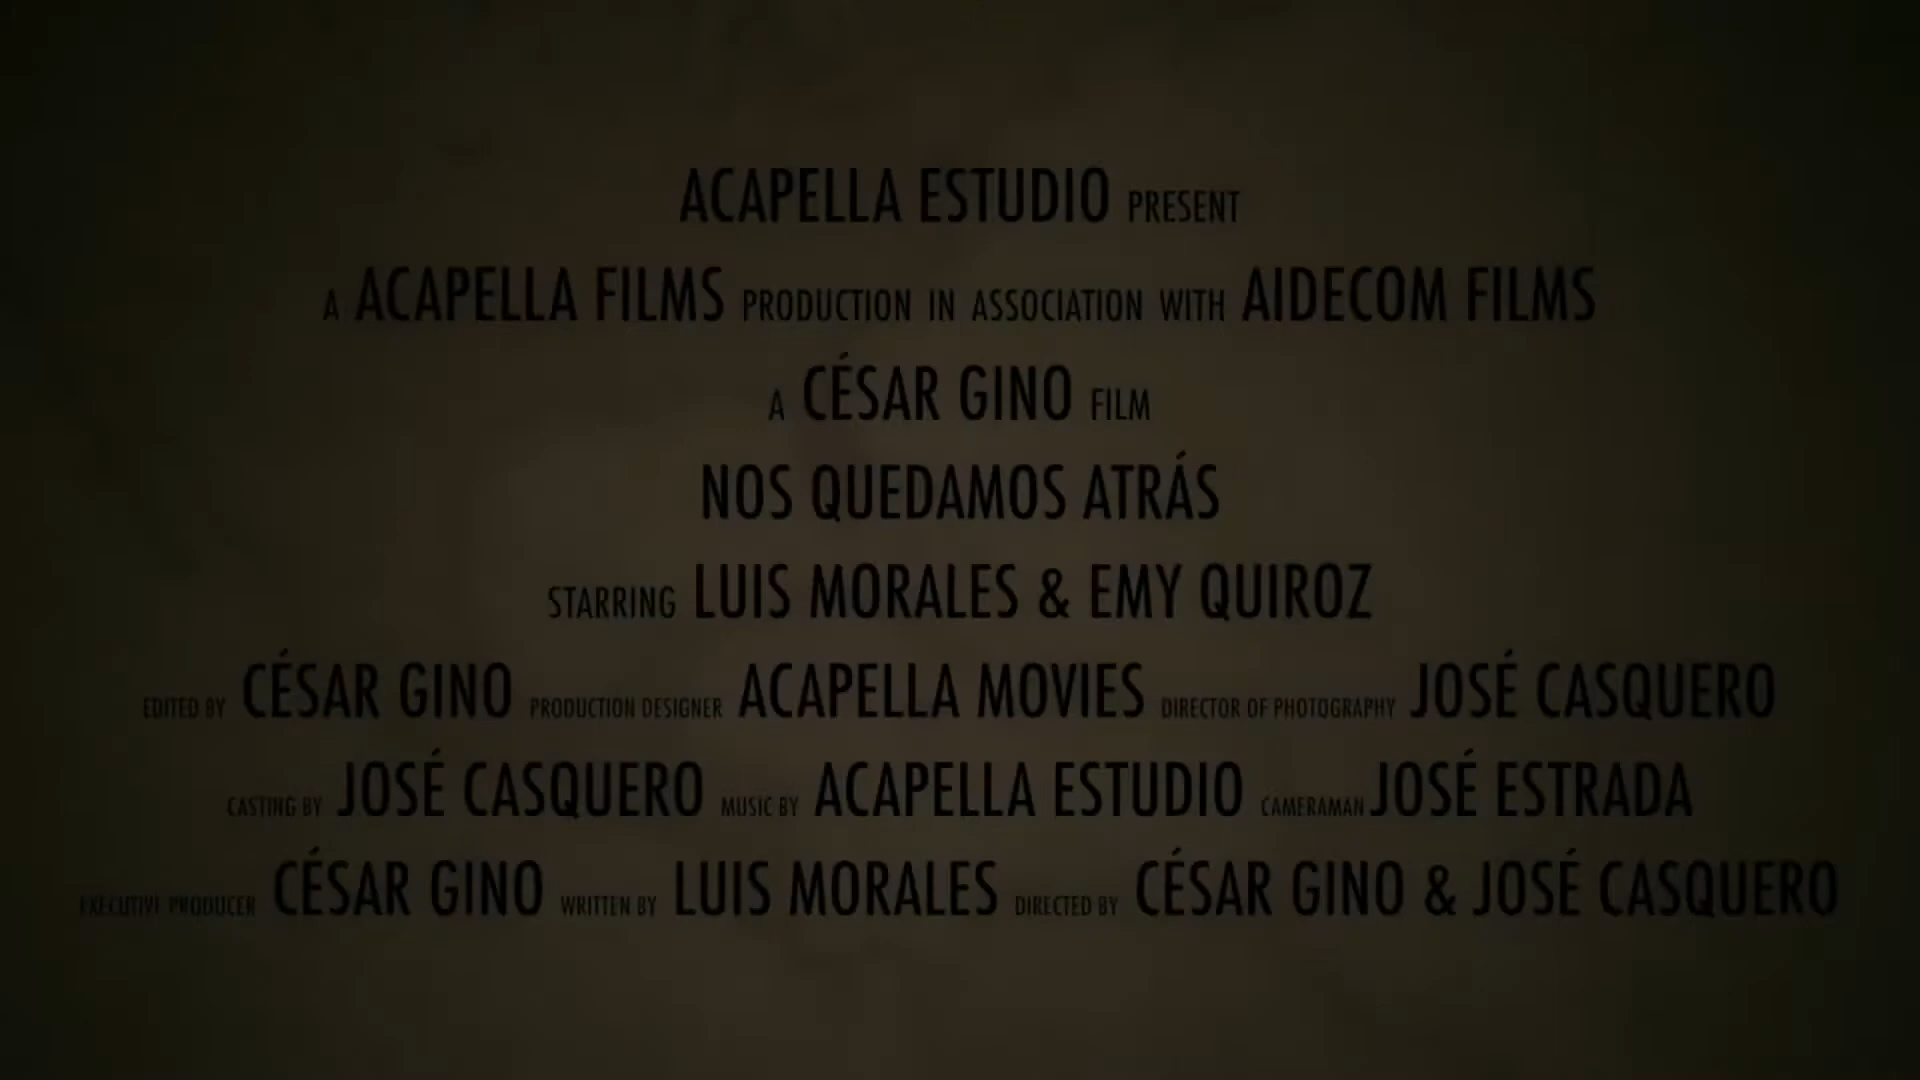 ACAPELLA ESTUDIO PRESENT
A ACAPELLA FILMS PRODUCTION IN ASSOCIATION WITH AIDECOM FILMS
A CÉSAR GINO FILM
NOS QUEDAMOS ATRÁS
STARRING LUIS MORALES & EMY QUIROZ
EDITED BY CÉSAR GINO PRODUCTION DESIGNER ACAPELLA MOVIES DIRECTOR OF PHOTOGRAPHY JOSÉ CASQUERO
CASTING BY JOSÉ CASQUERO MUSIC BY ACAPELLA ESTUDIO CAMERAMAN JOSÉ ESTRADA
EXECUTIVE PRODUCER CÉSAR GINO WRITTEN BY LUIS MORALES DIRECTED BY CÉSAR GINO & JOSÉ CASQUERO